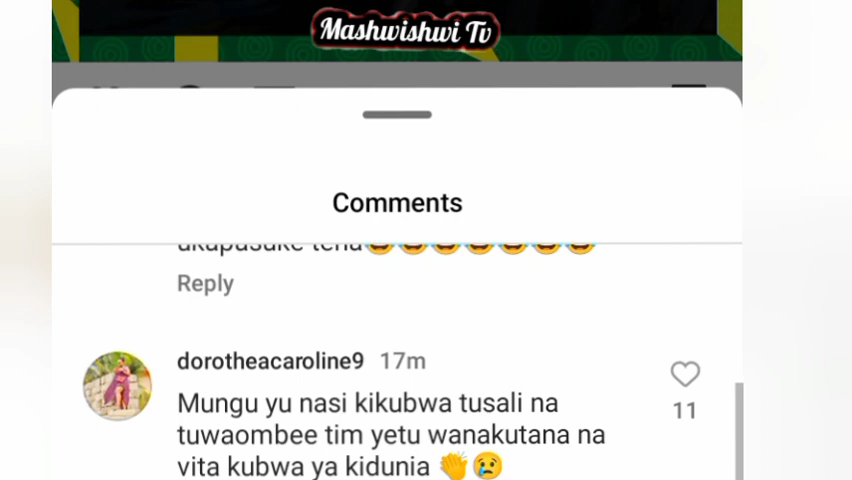 Mashwishwi Tv
Comments
Reply
dorotheacaroline9 17m
11
Mungu yu nasi kikubwa tusali na
tuwaombee tim yetu wanakutana na
vita kubwa ya kidunia 👏😢